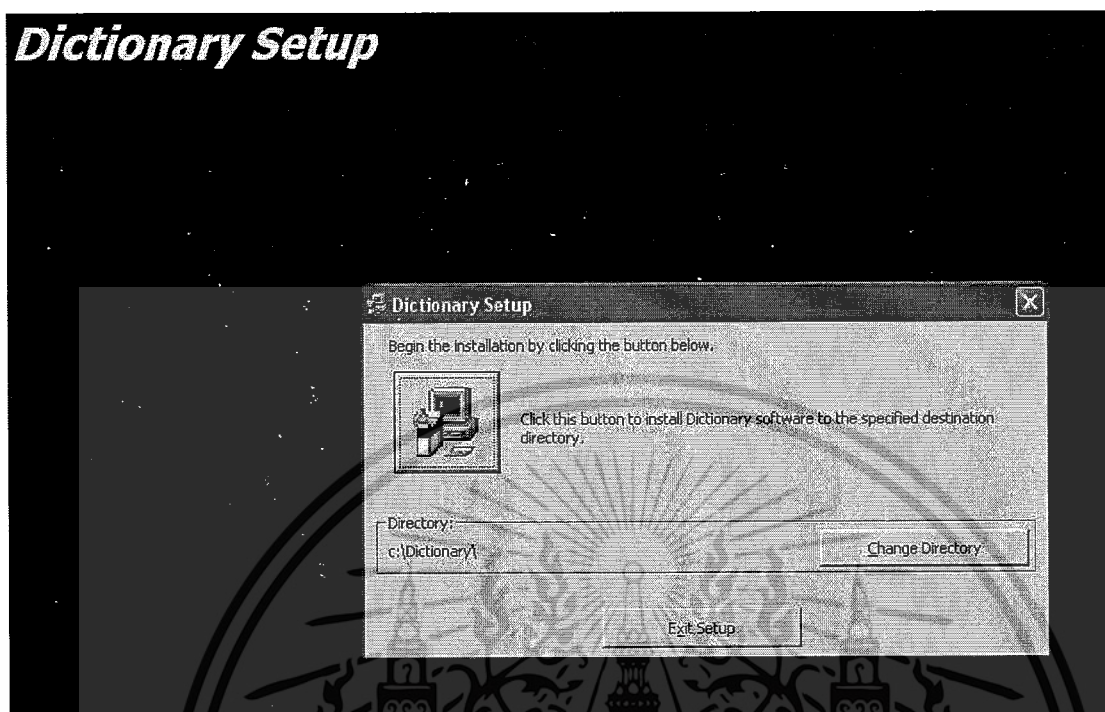 Dictionary Setup
Dictionary Setup
Begin the installation by clicking the button below.
Click this button to install Dictionary software to the specified destination
directory.
Directory:
c:\Dictionary\
Change Directory
Exit Setup